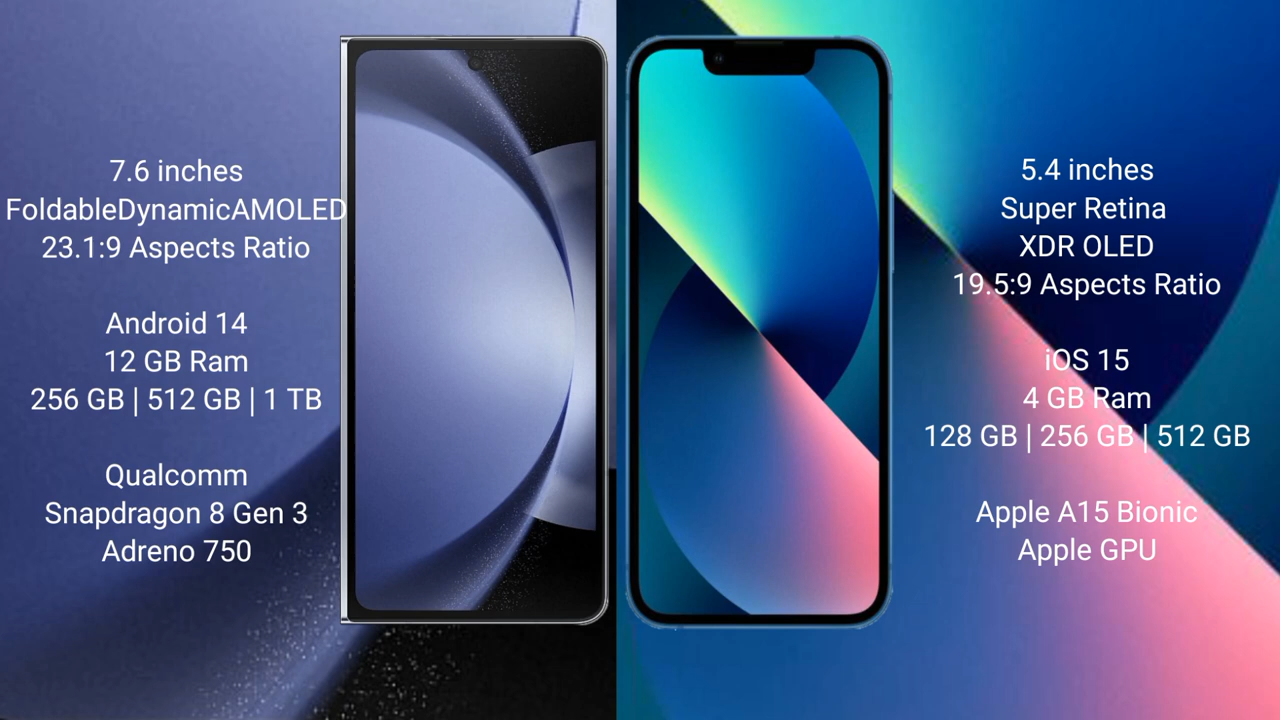 7.6 inches
FoldableDynamicAMOLED
23.1:9 Aspects Ratio
Android 14
12 GB Ram
256 GB | 512 GB | 1 TB
Qualcomm
Snapdragon 8 Gen 3
Adreno 750
5.4 inches
Super Retina
XDR OLED
19.5:9 Aspects Ratio
iOS 15
4 GB Ram
128 GB | 256 GB | 512 GB
Apple A15 Bionic
Apple GPU